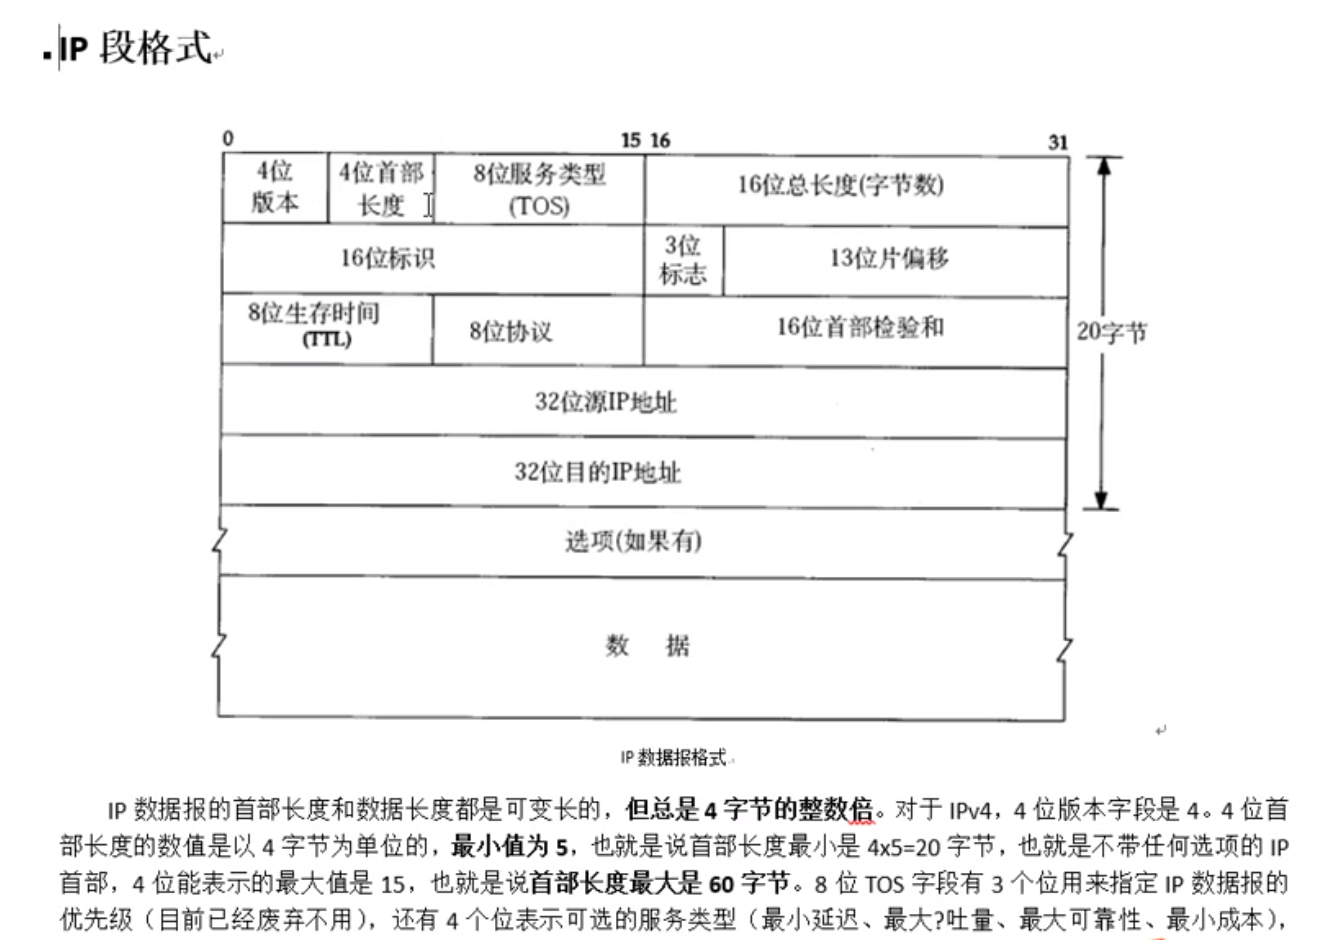 IP 段格式
0 15 16 31
4位 4位首部 8位服务类型 16位总长度(字节数)
版本 长度 (TOS)
16位标识 3位 13位片偏移
标志
8位生存时间 8位协议 16位首部检验和 20字节
(TTL)
32位源IP地址
32位目的IP地址
选项(如果有)
数 据
IP 数据报格式
IP 数据报的首部长度和数据长度都是可变长的，但总是 4 字节的整数倍。对于 IPv4，4 位版本字段是 4。4 位首
部长度的数值是以 4 字节为单位的，最小值为 5，也就是说首部长度最小是 4x5=20 字节，也就是不带任何选项的 IP
首部，4 位能表示的最大值是 15，也就是说首部长度最大是 60 字节。8 位 TOS 字段有 3 个位用来指定 IP 数据报的
优先级（目前已经废弃不用），还有 4 个位表示可选的服务类型（最小延迟、最大?吐量、最大可靠性、最小成本），